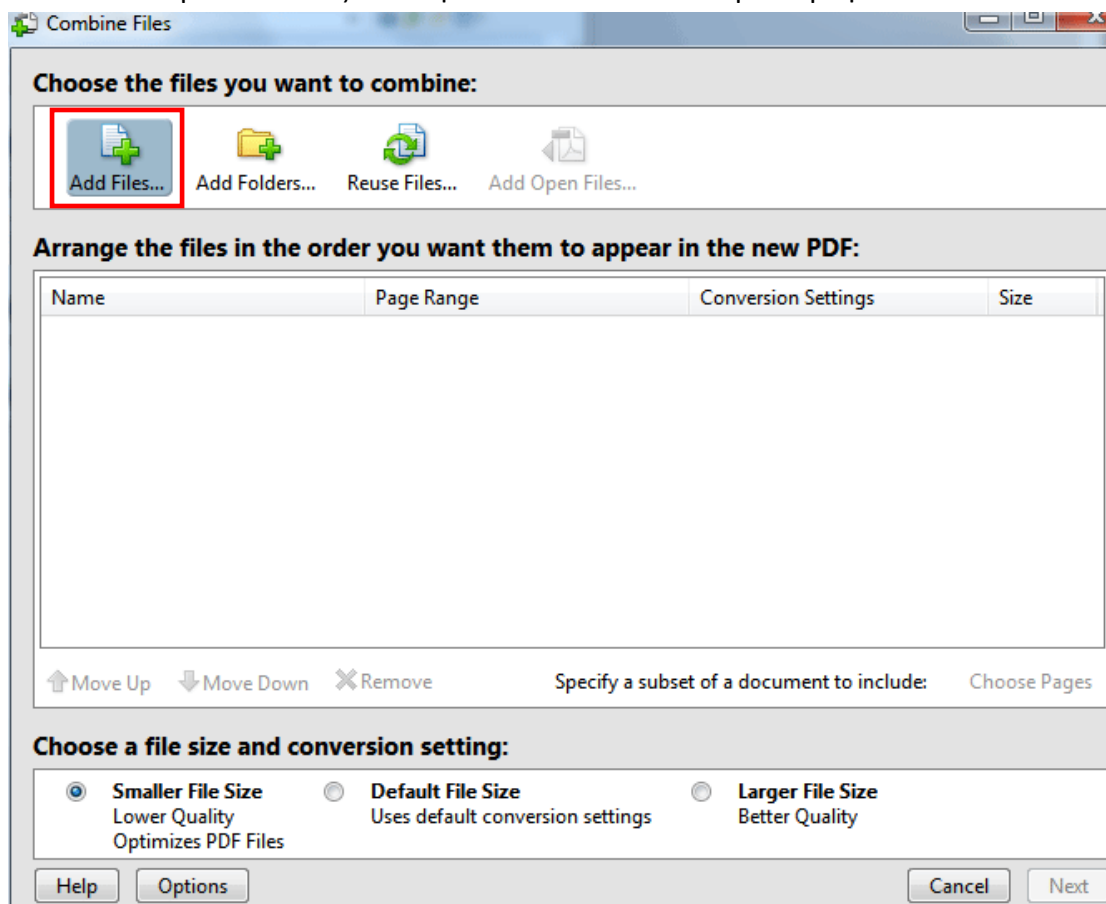 Combine Files
Choose the files you want to combine:
Add Files... Add Folders... Reuse Files... Add Open Files...
Arrange the files in the order you want them to appear in the new PDF:
Name Page Range Conversion Settings Size
Move Up Move Down Remove Specify a subset of a document to include: Choose Pages
Choose a file size and conversion setting:
Smaller File Size Default File Size Larger File Size
Lower Quality Uses default conversion settings Better Quality
Optimizes PDF Files
Help Options Cancel Next